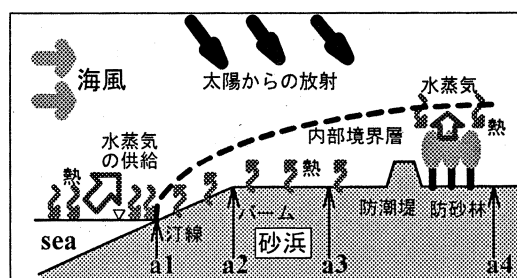 海風
太陽からの放射
水蒸気
水蒸気
の供給
熱
内部境界層
熱
熱
sea
汀線
バーム
砂浜
防潮堤
防砂林
a1
a2
a3
a4